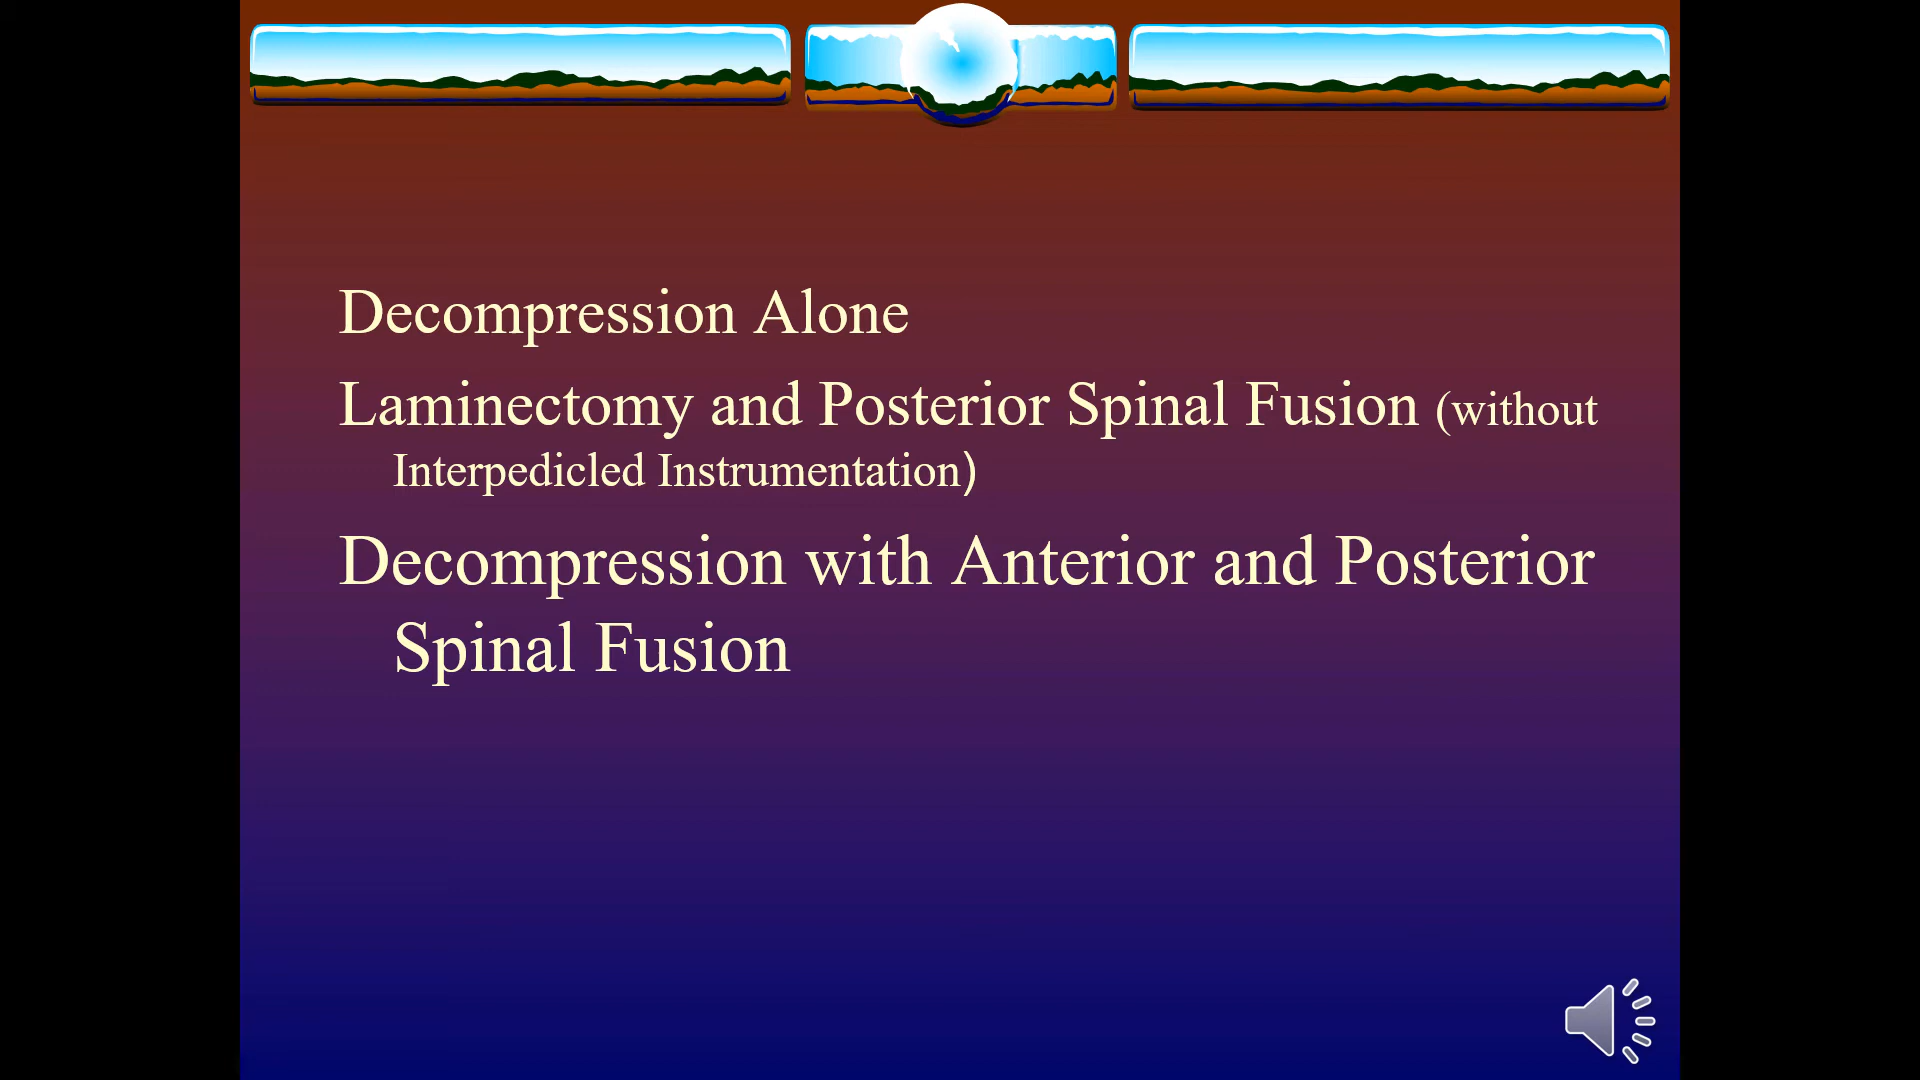 Decompression Alone
Laminectomy and Posterior Spinal Fusion (without
Interpedicled Instrumentation)
Decompression with Anterior and Posterior
Spinal Fusion